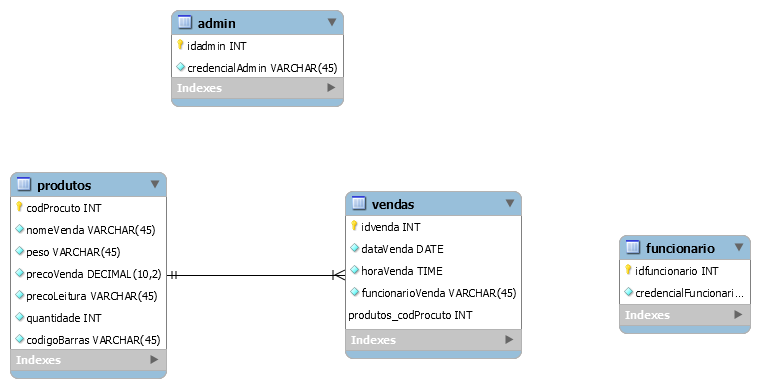 admin
idadmin INT
credencialAdmin VARCHAR(45)
Indexes
produtos
codProcuto INT
nomeVenda VARCHAR(45)
peso VARCHAR(45)
precoVenda DECIMAL(10,2)
precoLeitura VARCHAR(45)
quantidade INT
codigoBarras VARCHAR(45)
Indexes
vendas
idvenda INT
dataVenda DATE
horaVenda TIME
funcionarioVenda VARCHAR(45)
produtos_codProcuto INT
Indexes
funcionario
idfuncionario INT
credencialFuncionari...
Indexes